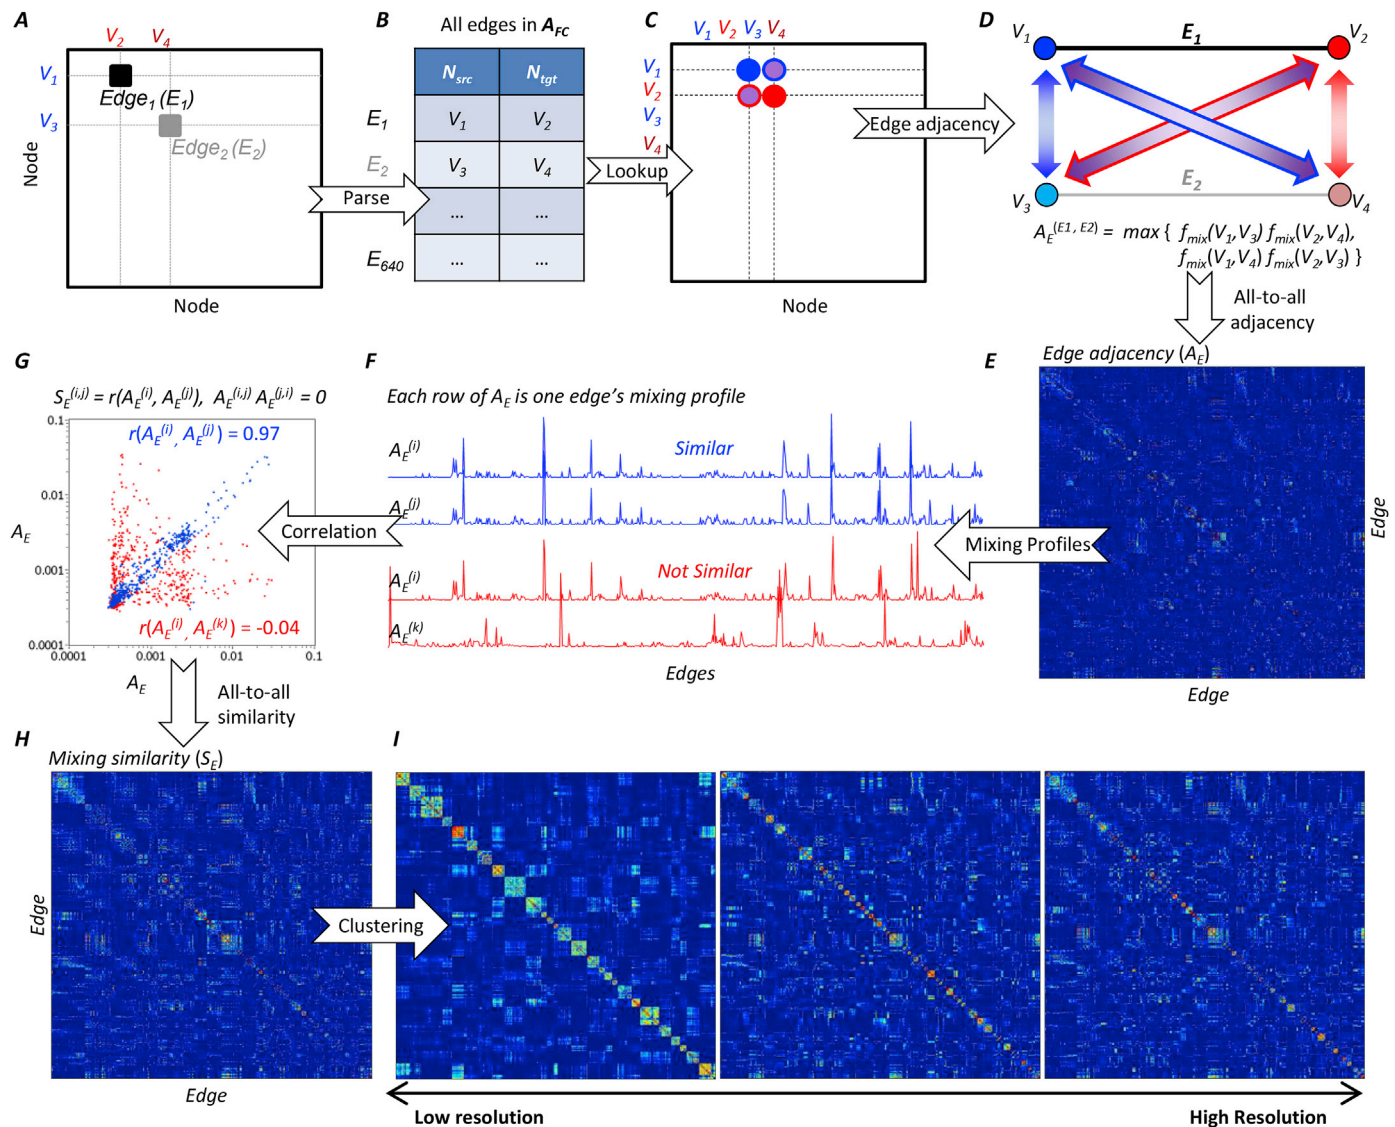 A
V2 V4
V1
Edge1 (E1)
V3
Edge2 (E2)
Node
Node
Parse
B
All edges in AFC
Nsrc Ntgt
E1 V1 V2
E2 V3 V4
... ...
E640 ... ...
Lookup
C
V1 V2 V3 V4
V1
V2
V3
V4
Node
Edge adjacency
D
V1 E1 V2
V3 E2 V4
AE(E1, E2) = max { fmix(V1,V3) fmix(V2,V4),
fmix(V1,V4) fmix(V2,V3) }
All-to-all
adjacency
E
Edge adjacency (AE)
Edge
Edge
Mixing Profiles
F
Each row of AE is one edge's mixing profile
AE(i) Similar
AE(j)
AE(i) Not Similar
AE(k)
Edges
Correlation
G
SE(i,j) = r(AE(i), AE(j)), AE(i,j) AE(j,i) = 0
0.1
r(AE(i), AE(j)) = 0.97
0.01
AE
0.001
r(AE(i), AE(k)) = -0.04
0.0001
0.0001 0.001 0.01 0.1
AE
All-to-all
similarity
H
Mixing similarity (SE)
Edge
Edge
Clustering
I
Low resolution High Resolution